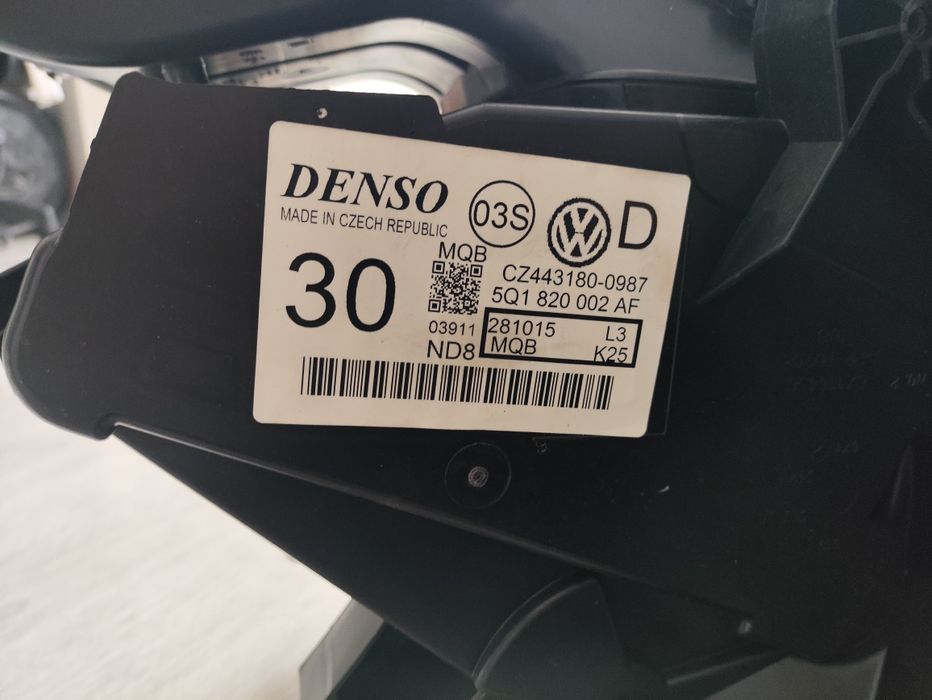 DENSO
MADE IN CZECH REPUBLIC
03S
D
30
MQB
CZ443180-0987
5Q1 820 002 AF
03911
ND8
281015 L3
MQB K25